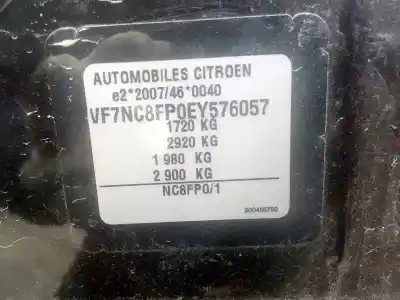 AUTOMOBILES CITROEN
e2*2007/46*0040
VF7NC8FP0EY576057
1720 KG
2920 KG
1 980 KG
2 900 KG
NC8FP0/1